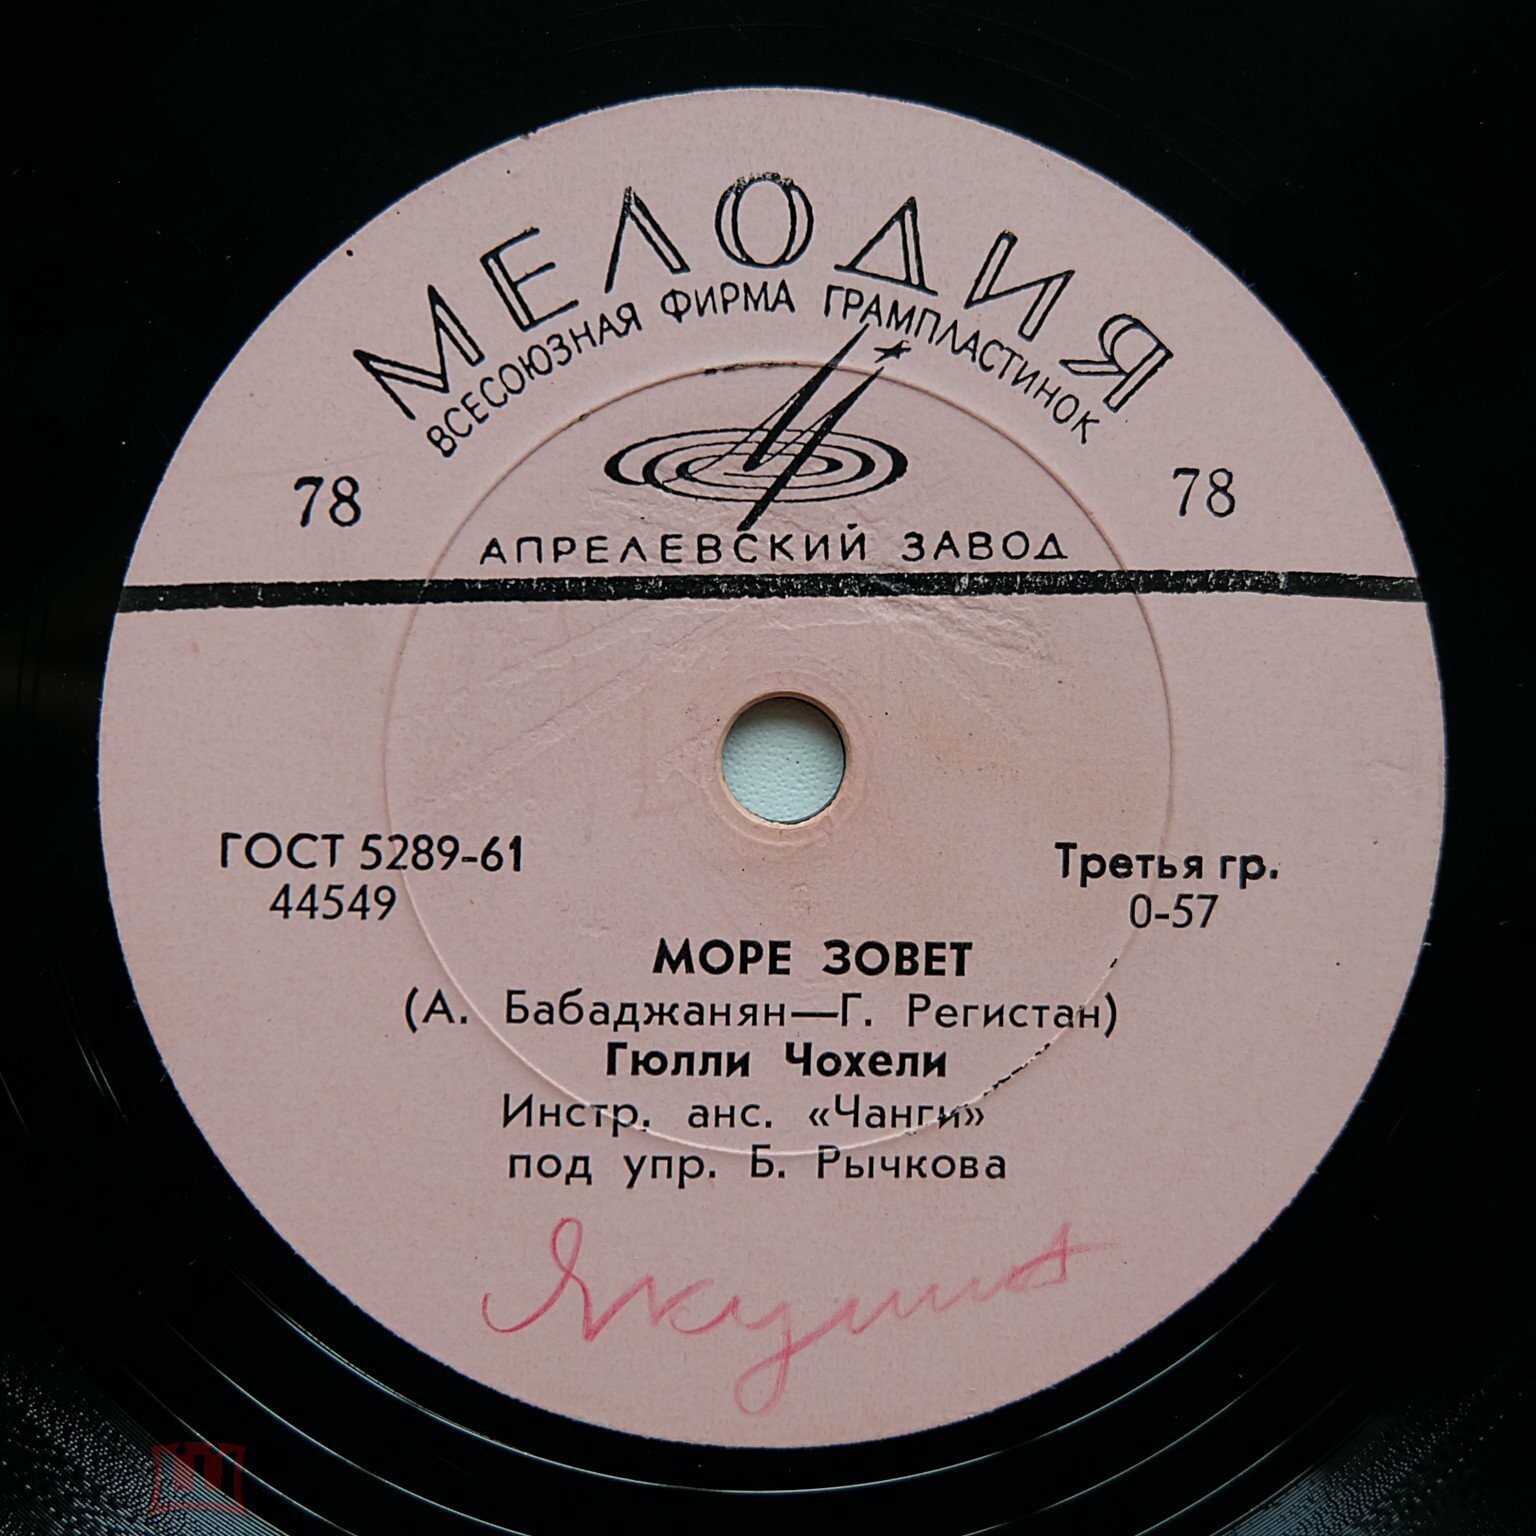 МЕЛОДИЯ
ВСЕСОЮЗНАЯ ФИРМА ГРАМПЛАСТИНОК
78 78
АПРЕЛЕВСКИЙ ЗАВОД
ГОСТ 5289-61 Третья гр.
44549 0-57
МОРЕ ЗОВЕТ
(А. Бабаджанян—Г. Регистан)
Гюлли Чохели
Инстр. анс. «Чанги»
под упр. Б. Рычкова